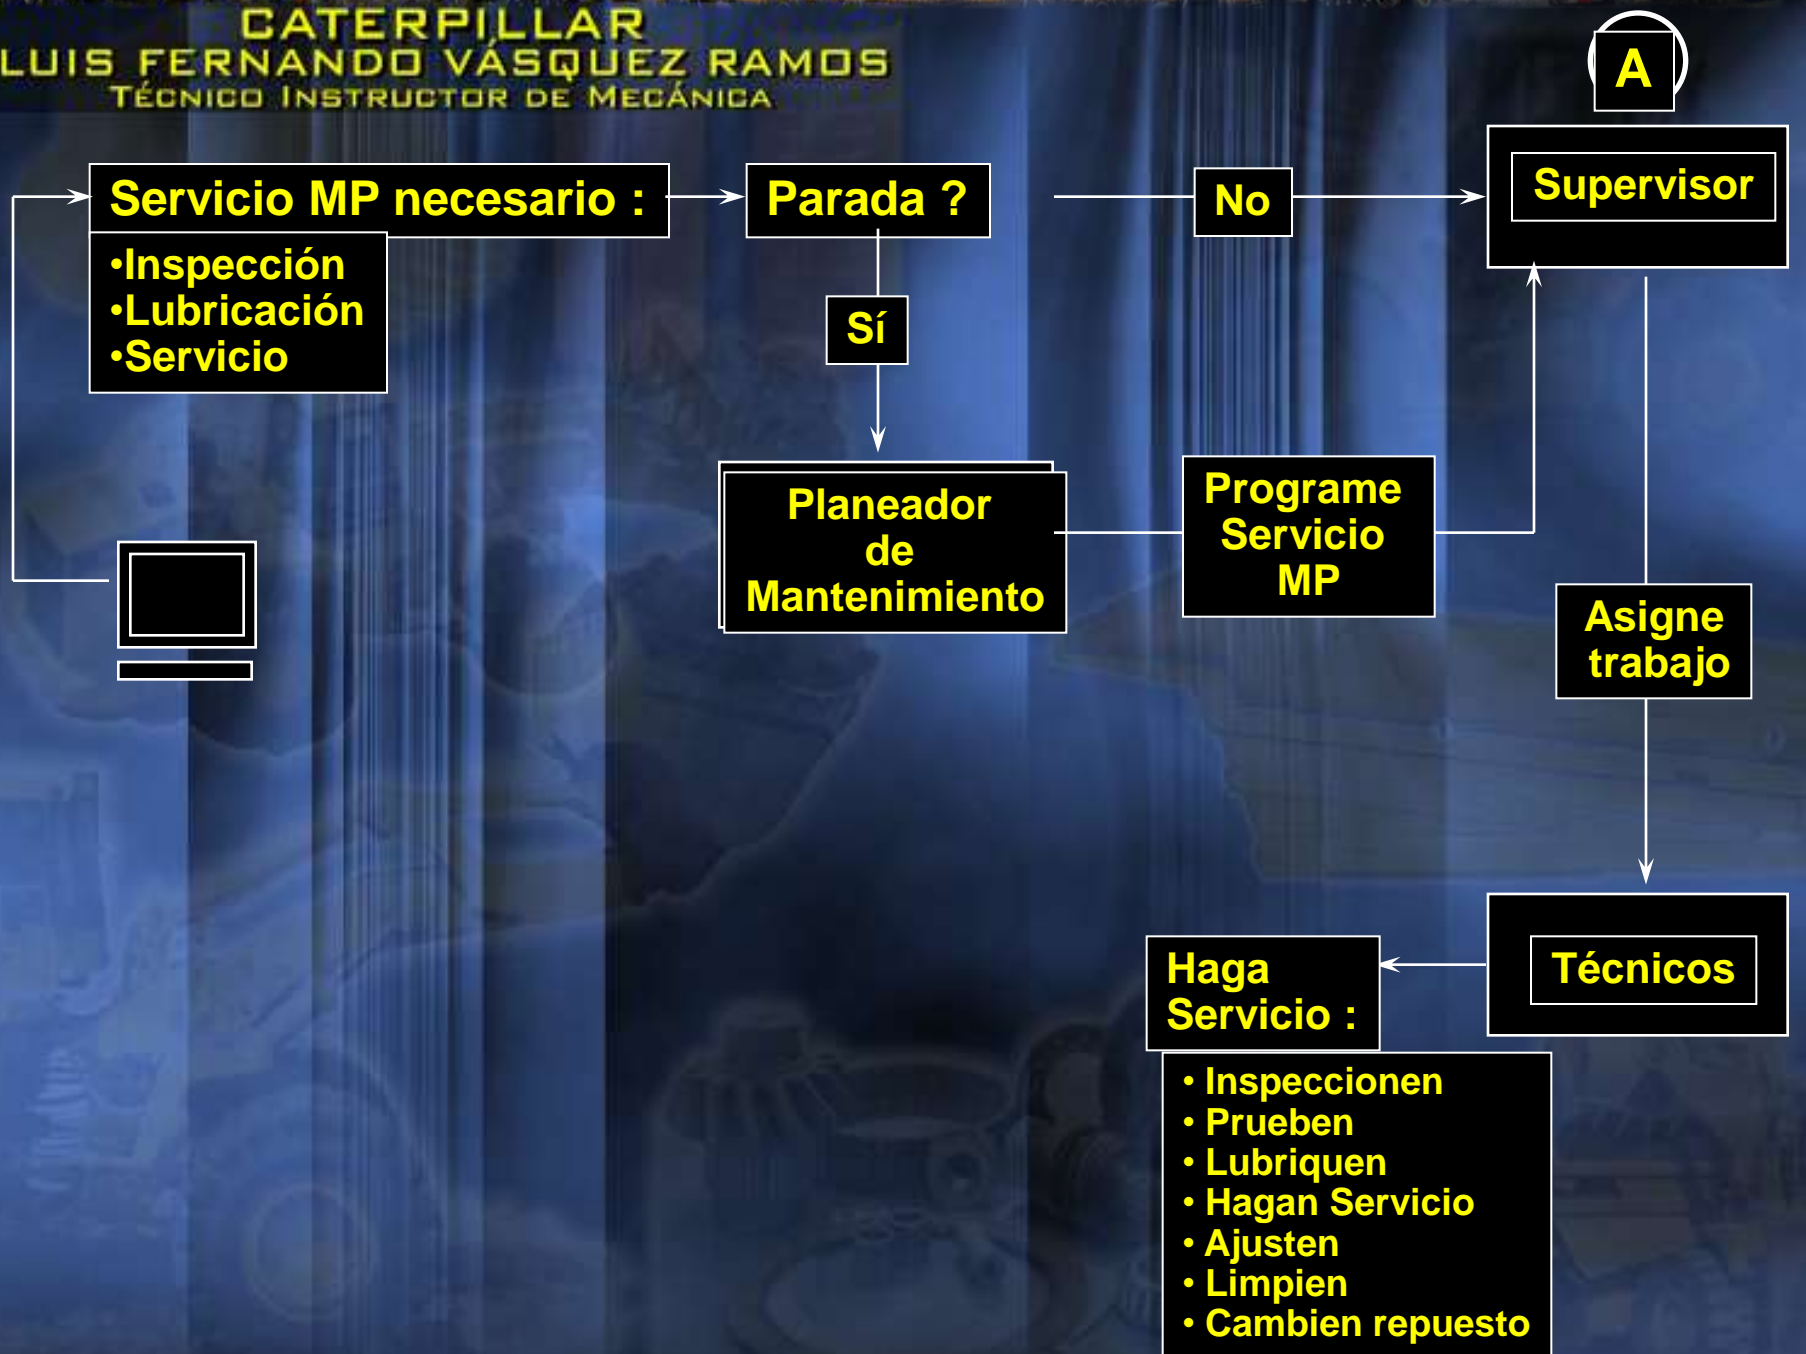 CATERPILLAR
LUIS FERNANDO VÁSQUEZ RAMOS
TÉCNICO INSTRUCTOR DE MECÁNICA
A
Servicio MP necesario :
•Inspección
•Lubricación
•Servicio
Parada ?
No
Supervisor
Sí
Planeador
de
Mantenimiento
Programe
Servicio
MP
Asigne
trabajo
Técnicos
Haga
Servicio :
• Inspeccionen
• Prueben
• Lubriquen
• Hagan Servicio
• Ajusten
• Limpien
• Cambien repuesto